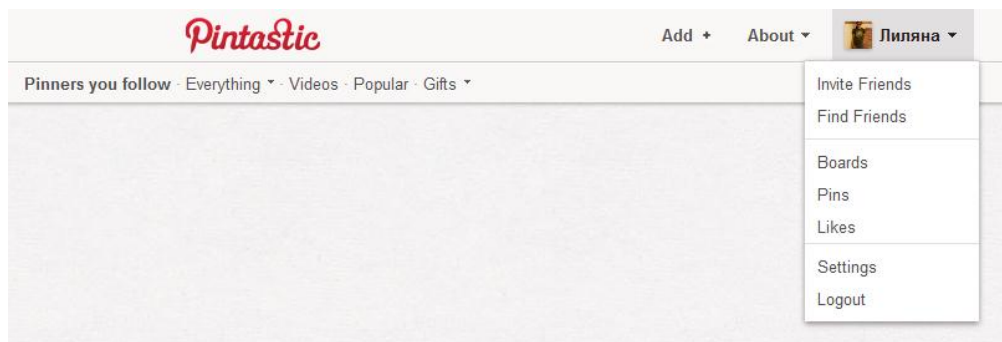 Pintastic
Add +
About
Лиляна
Pinners you follow · Everything · Videos · Popular · Gifts
Invite Friends
Find Friends
Boards
Pins
Likes
Settings
Logout